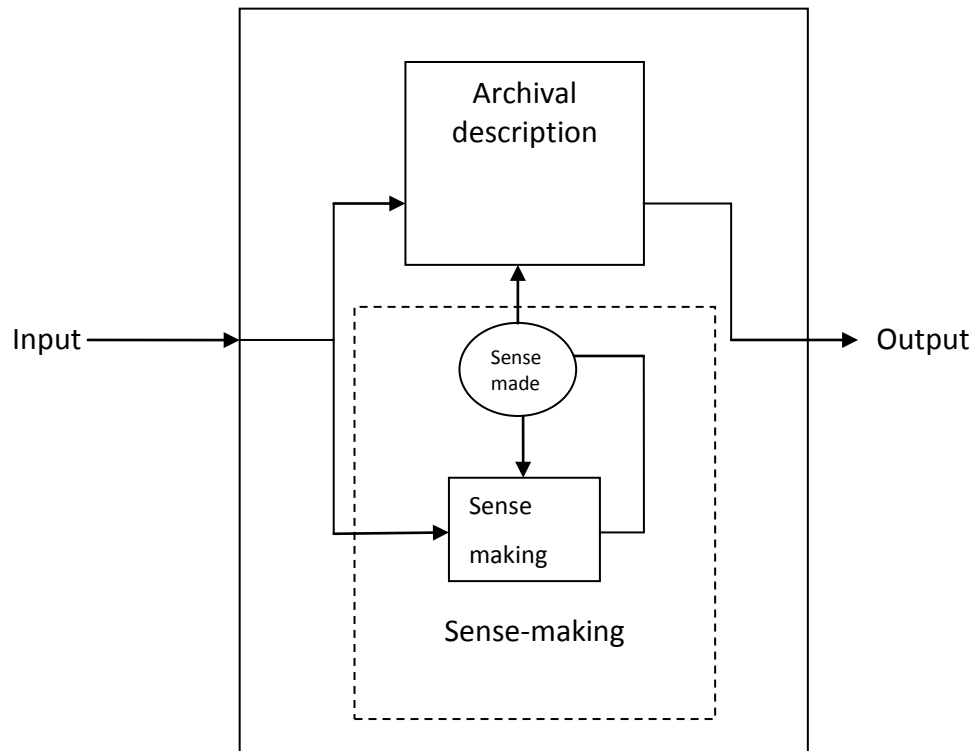 Archival
description
Input
Output
Sense
made
Sense
making
Sense-making